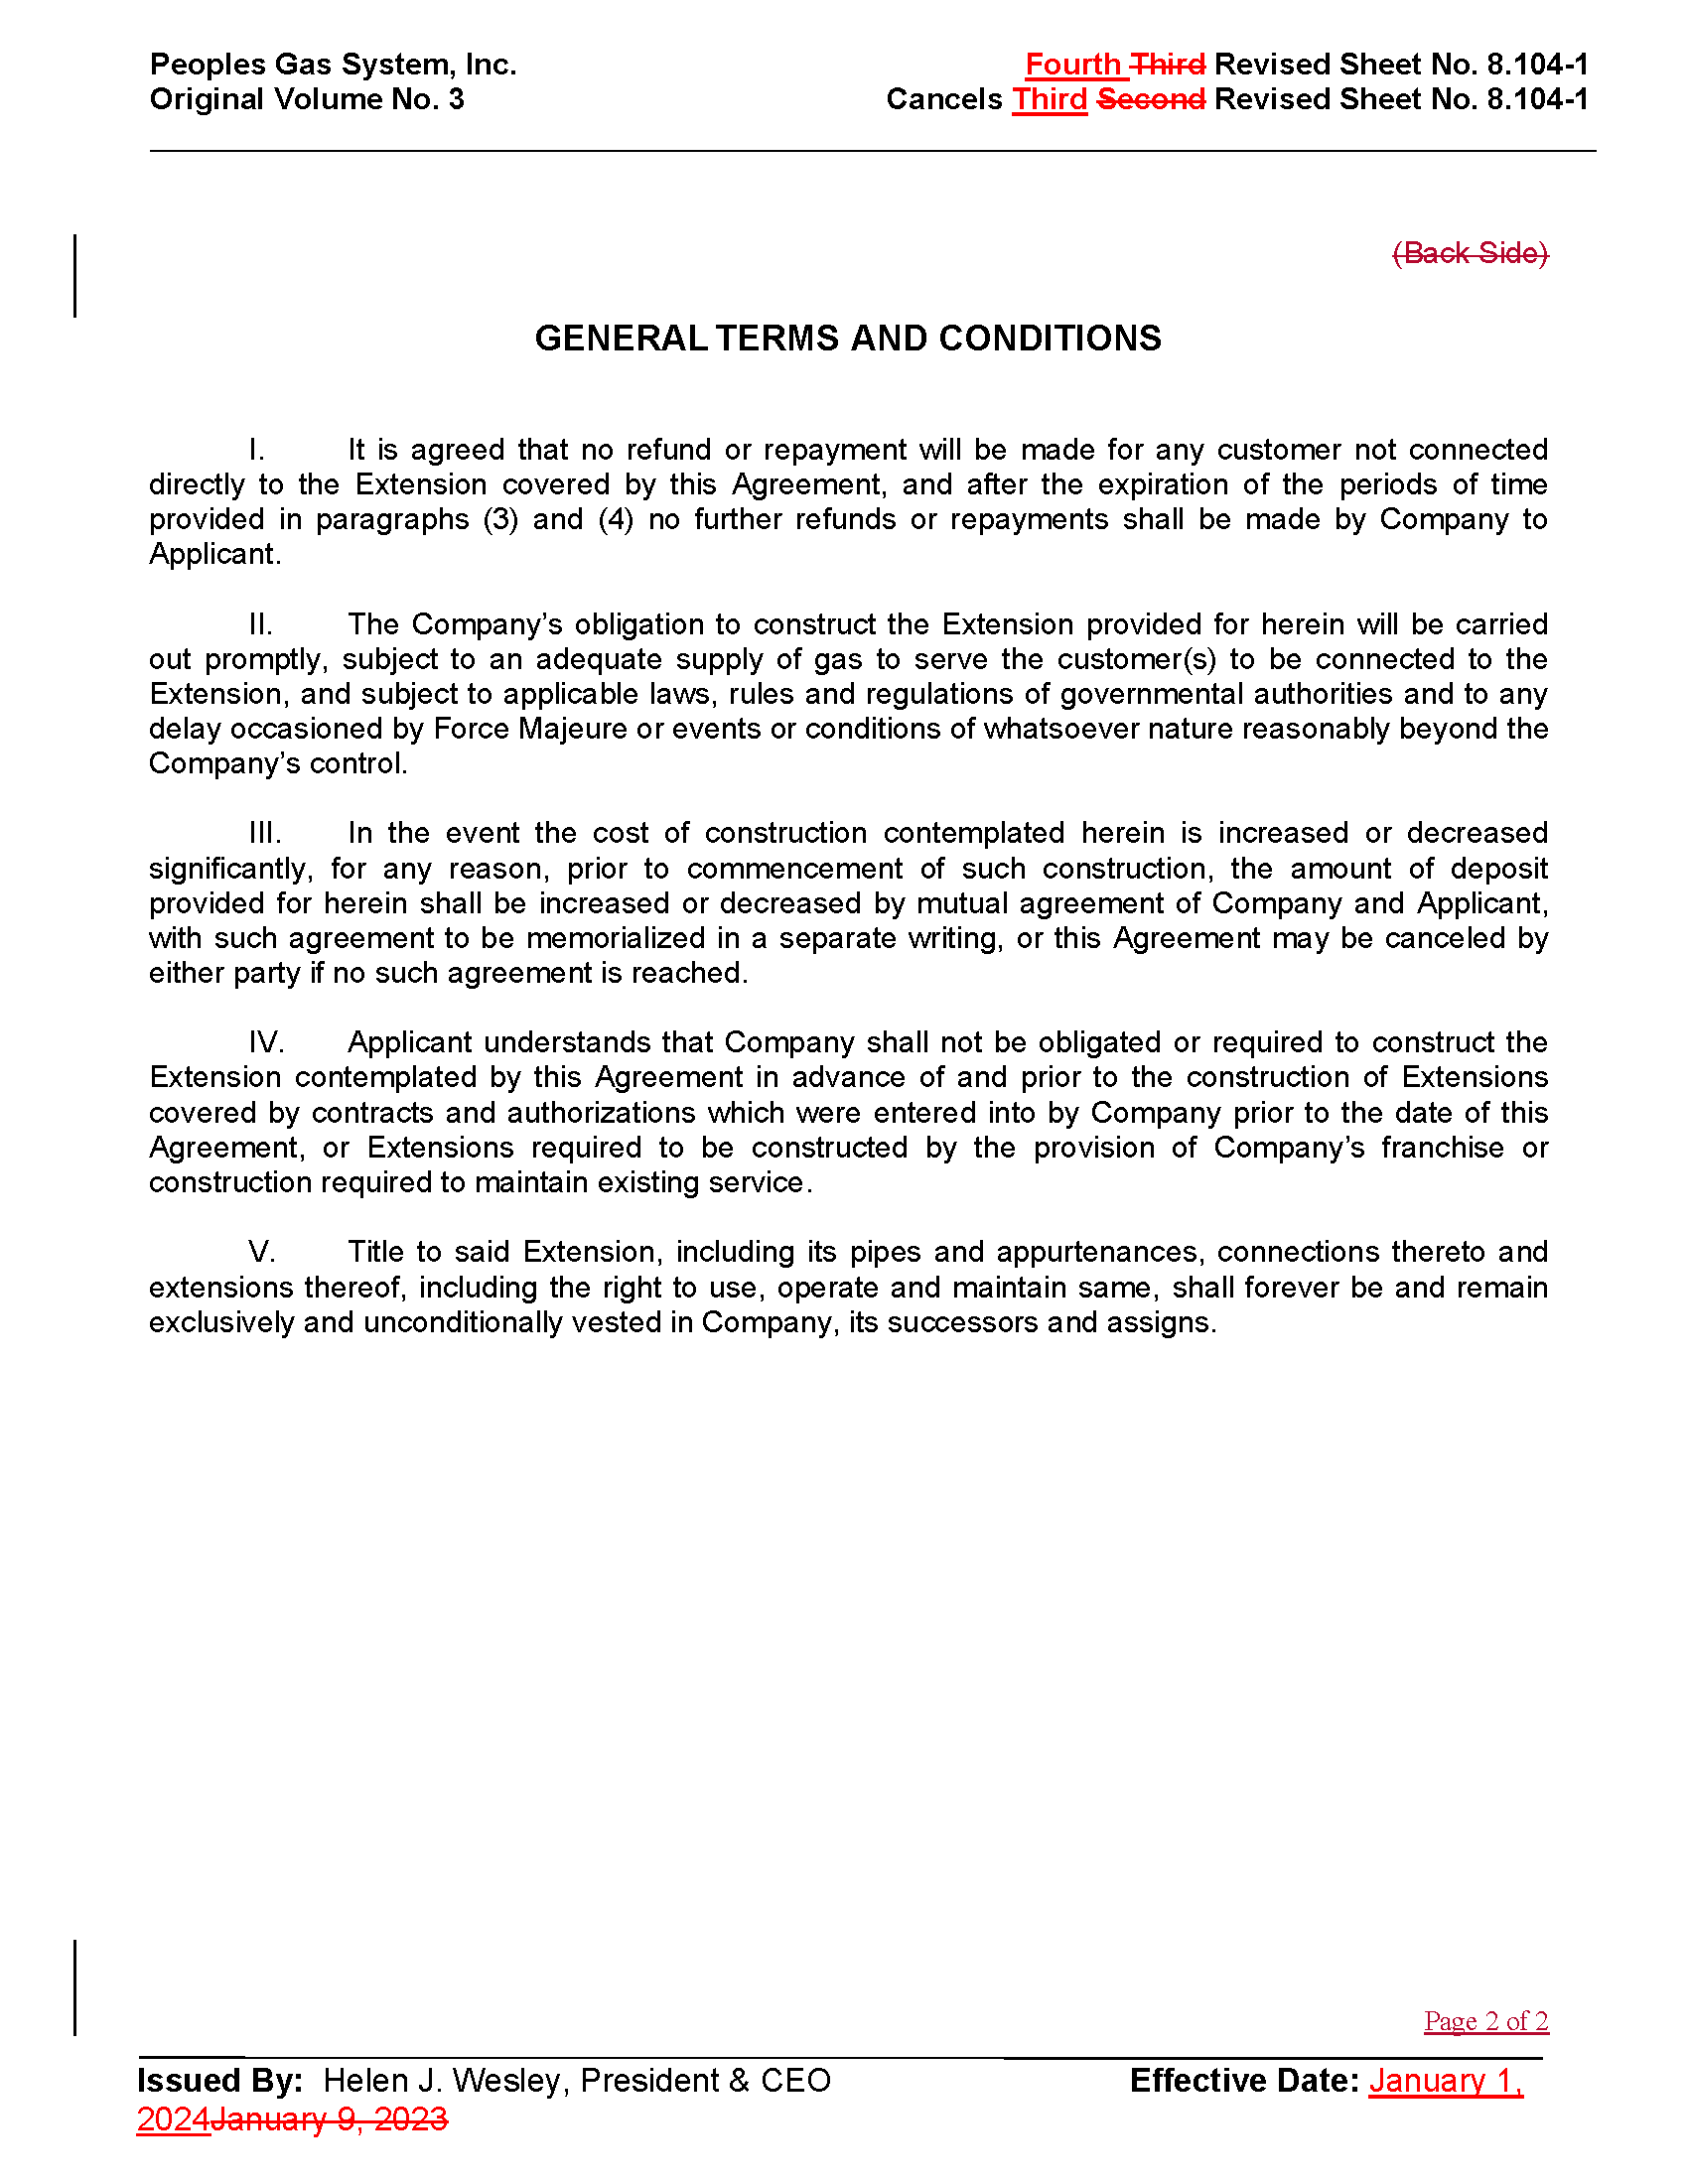 Peoples Gas System, Inc. Fourth Third Revised Sheet No. 8.104-1
Original Volume No. 3 Cancels Third Second Revised Sheet No. 8.104-1
(Back Side)
GENERAL TERMS AND CONDITIONS
I. It is agreed that no refund or repayment will be made for any customer not connected
directly to the Extension covered by this Agreement, and after the expiration of the periods of time
provided in paragraphs (3) and (4) no further refunds or repayments shall be made by Company to
Applicant.
II. The Company’s obligation to construct the Extension provided for herein will be carried
out promptly, subject to an adequate supply of gas to serve the customer(s) to be connected to the
Extension, and subject to applicable laws, rules and regulations of governmental authorities and to any
delay occasioned by Force Majeure or events or conditions of whatsoever nature reasonably beyond the
Company’s control.
III. In the event the cost of construction contemplated herein is increased or decreased
significantly, for any reason, prior to commencement of such construction, the amount of deposit
provided for herein shall be increased or decreased by mutual agreement of Company and Applicant,
with such agreement to be memorialized in a separate writing, or this Agreement may be canceled by
either party if no such agreement is reached.
IV. Applicant understands that Company shall not be obligated or required to construct the
Extension contemplated by this Agreement in advance of and prior to the construction of Extensions
covered by contracts and authorizations which were entered into by Company prior to the date of this
Agreement, or Extensions required to be constructed by the provision of Company’s franchise or
construction required to maintain existing service.
V. Title to said Extension, including its pipes and appurtenances, connections thereto and
extensions thereof, including the right to use, operate and maintain same, shall forever be and remain
exclusively and unconditionally vested in Company, its successors and assigns.
Page 2 of 2
Issued By: Helen J. Wesley, President & CEO Effective Date: January 1,
2024January 9, 2023